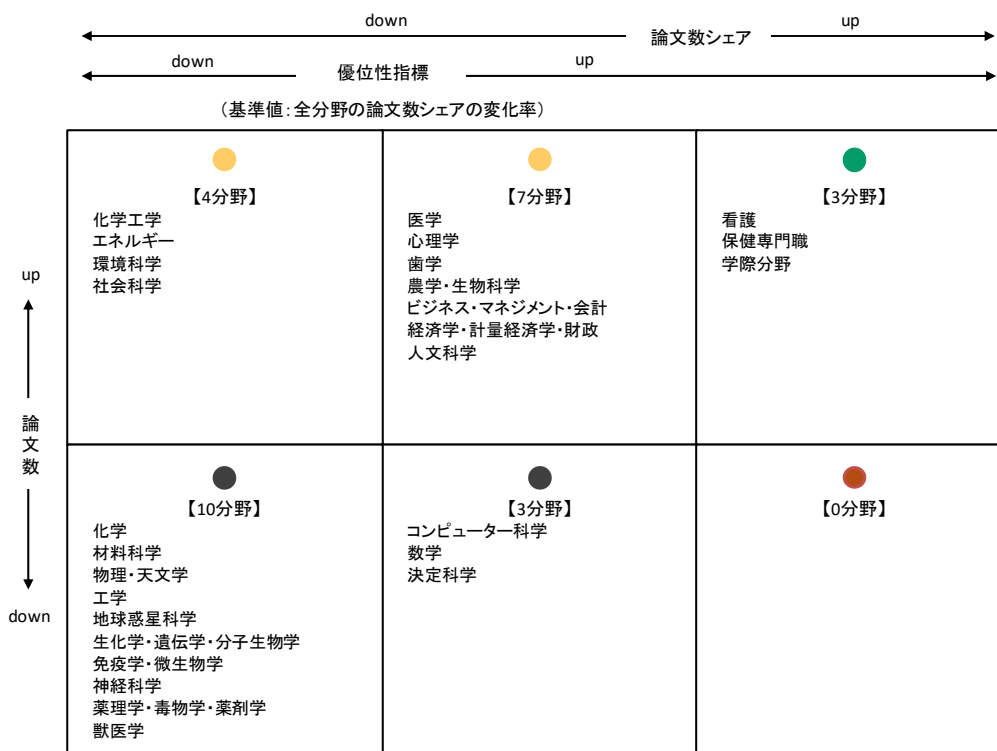 down
論文数シェア
up
down
優位性指標
up
（基準値：全分野の論文数シェアの変化率）
【4分野】
化学工学
エネルギー
環境科学
社会科学
【7分野】
医学
心理学
歯学
農学・生物科学
ビジネス・マネジメント・会計
経済学・計量経済学・財政
人文科学
【3分野】
看護
保健専門職
学際分野
up
論文数
down
【10分野】
化学
材料科学
物理・天文学
工学
地球惑星科学
生化学・遺伝学・分子生物学
免疫学・微生物学
神経科学
薬理学・毒物学・薬剤学
獣医学
【3分野】
コンピューター科学
数学
決定科学
【0分野】